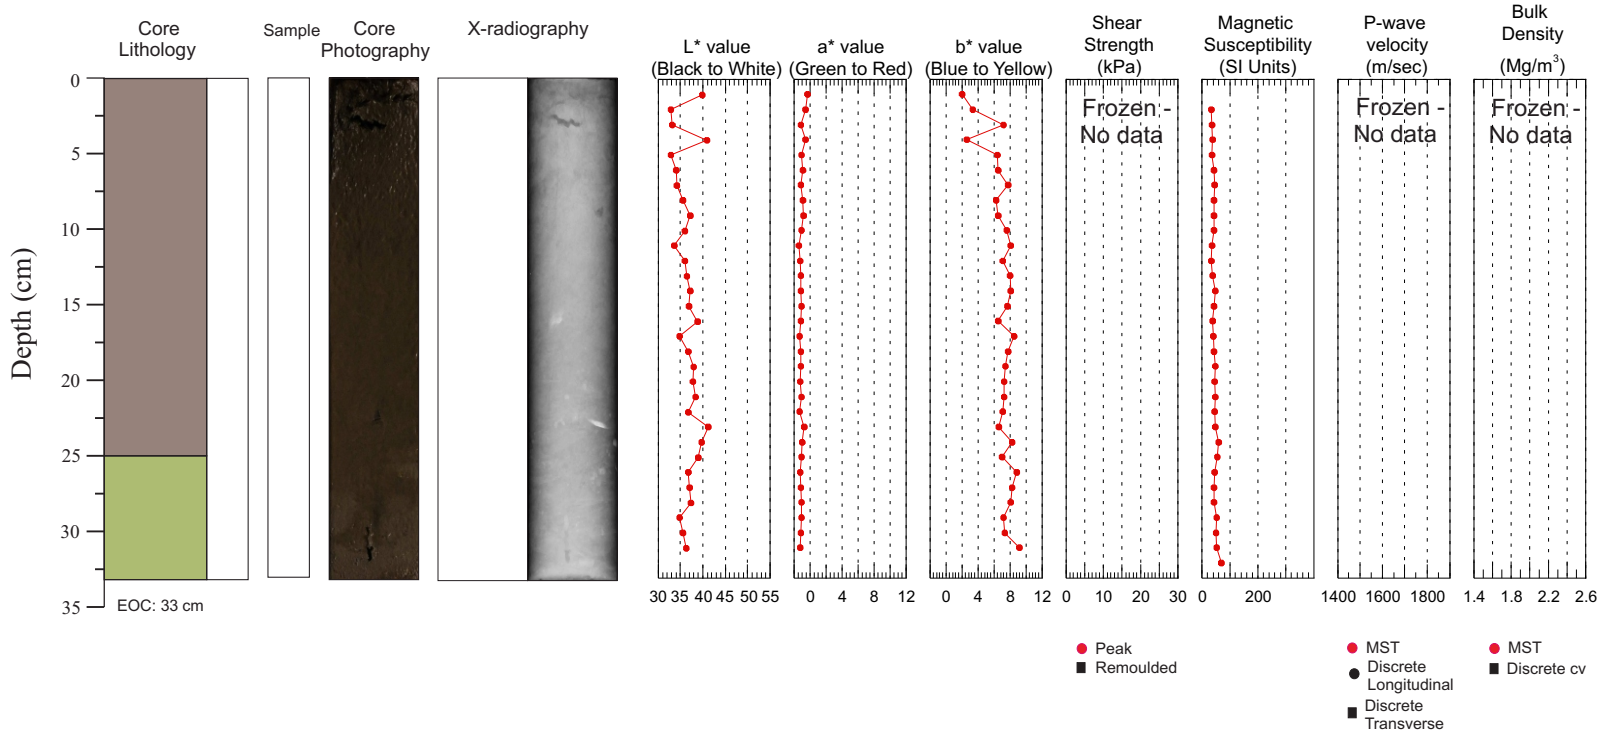 Core
Lithology
Sample
Core
Photography
X-radiography
L* value
(Black to White)
a* value
(Green to Red)
b* value
(Blue to Yellow)
Shear
Strength
(kPa)
Magnetic
Susceptibility
(SI Units)
P-wave
velocity
(m/sec)
Bulk
Density
(Mg/m³)
Depth (cm)
0
5
10
15
20
25
30
35
EOC: 33 cm
Frozen -
No data
Frozen -
No data
Frozen -
No data
30 35 40 45 50 55
0 4 8 12
0 4 8 12
0 10 20 30
0 200
1400 1600 1800
1.4 1.8 2.2 2.6
Peak
Remoulded
MST
Discrete
Longitudinal
Discrete
Transverse
MST
Discrete cv